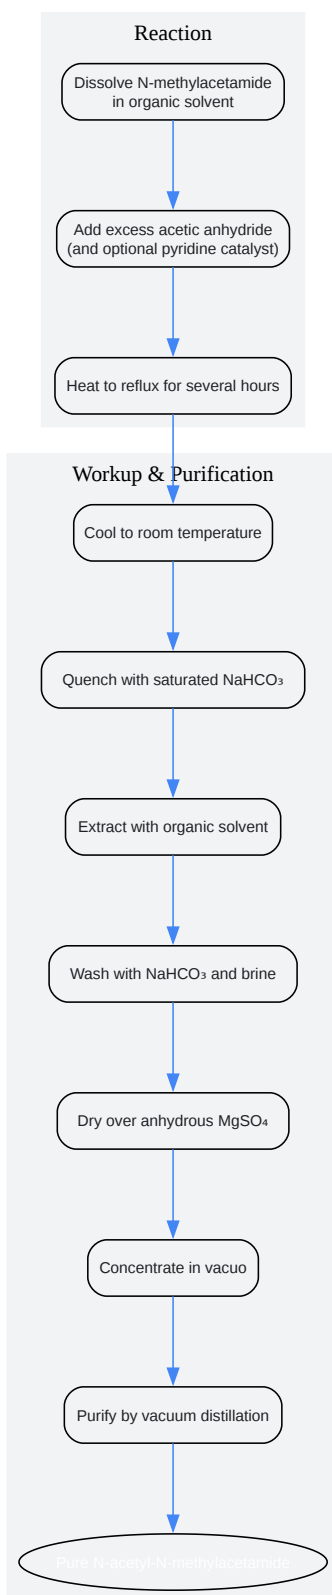 Reaction
Dissolve N-methylacetamide
in organic solvent
Add excess acetic anhydride
(and optional pyridine catalyst)
Heat to reflux for several hours
Workup & Purification
Cool to room temperature
Quench with saturated NaHCO₃
Extract with organic solvent
Wash with NaHCO₃ and brine
Dry over anhydrous MgSO₄
Concentrate in vacuo
Purify by vacuum distillation
Pure N-acetyl-N-methylacetamide